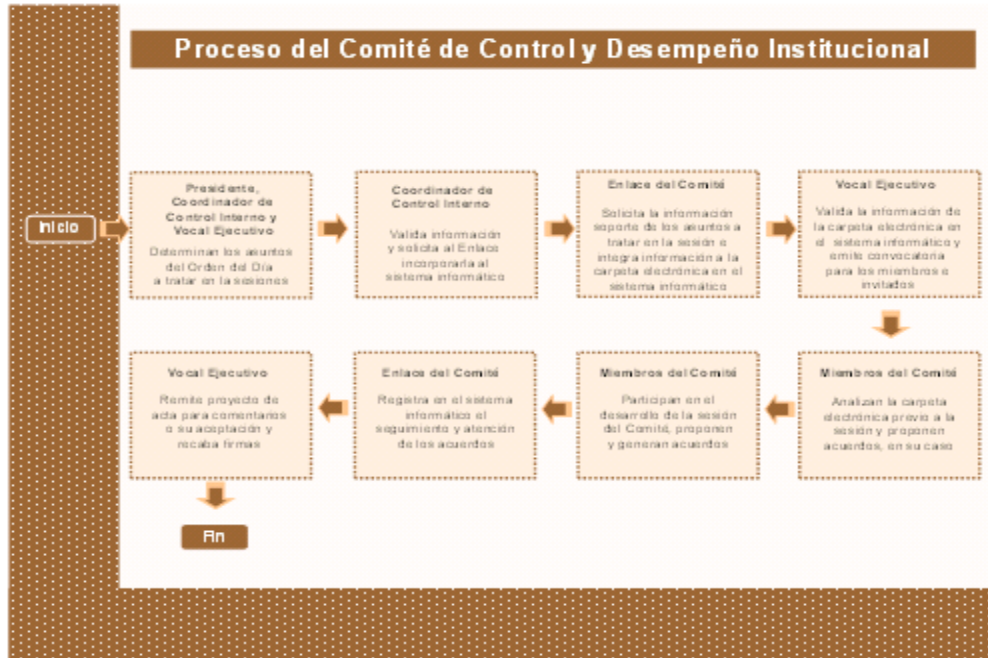 Proceso del Comité de Control y Desempeño Institucional
Inicio
Presidente,
Coordinador de
Control Interno y
Vocal Ejecutivo
Determinan los asuntos
del Orden del Día
a tratar en la sesiones
Coordinador de
Control Interno
Valida información
y solicita al Enlace
incorporarla al
sistema informático
Enlace del Comité
Solicita la información
soporte de los asuntos a
tratar en la sesión e
integra información a la
carpeta electrónica en el
sistema informático
Vocal Ejecutivo
Valida la información de
la carpeta electrónica en
el sistema informático y
emite convocatoria
para los miembros e
invitados
Miembros del Comité
Analizan la carpeta
electrónica previo a la
sesión y proponen
acuerdos, en su caso
Miembros del Comité
Participan en el
desarrollo de la sesión
del Comité, proponen
y generan acuerdos
Enlace del Comité
Registra en el sistema
informático el
seguimiento y atención
de los acuerdos
Vocal Ejecutivo
Remite proyecto de
acta para comentarios
o su aceptación y
recaba firmas
Fin